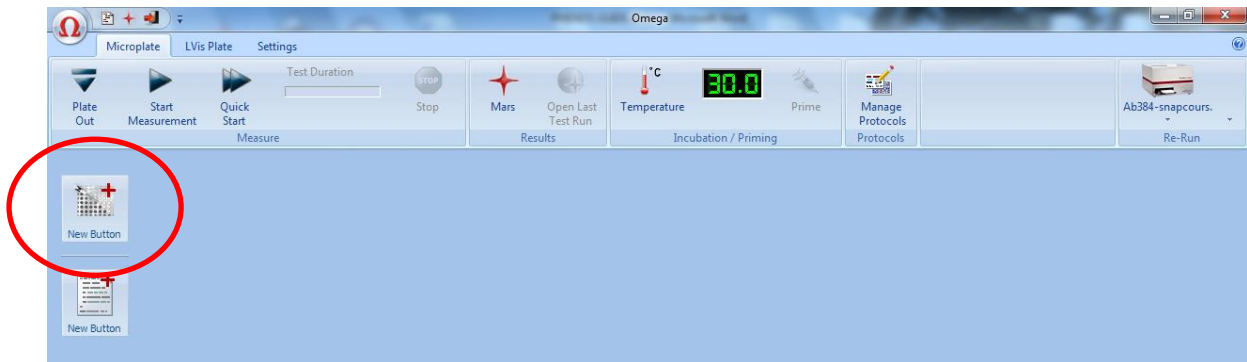 Omega
Microplate LVis Plate Settings
Plate Out
Start Measurement
Quick Start
Test Duration
STOP
Stop
Measure
Mars
Open Last Test Run
Results
°C
Temperature
30.0
Prime
Incubation / Priming
Manage Protocols
Protocols
Ab384-snapcours.
Re-Run
New Button
New Button